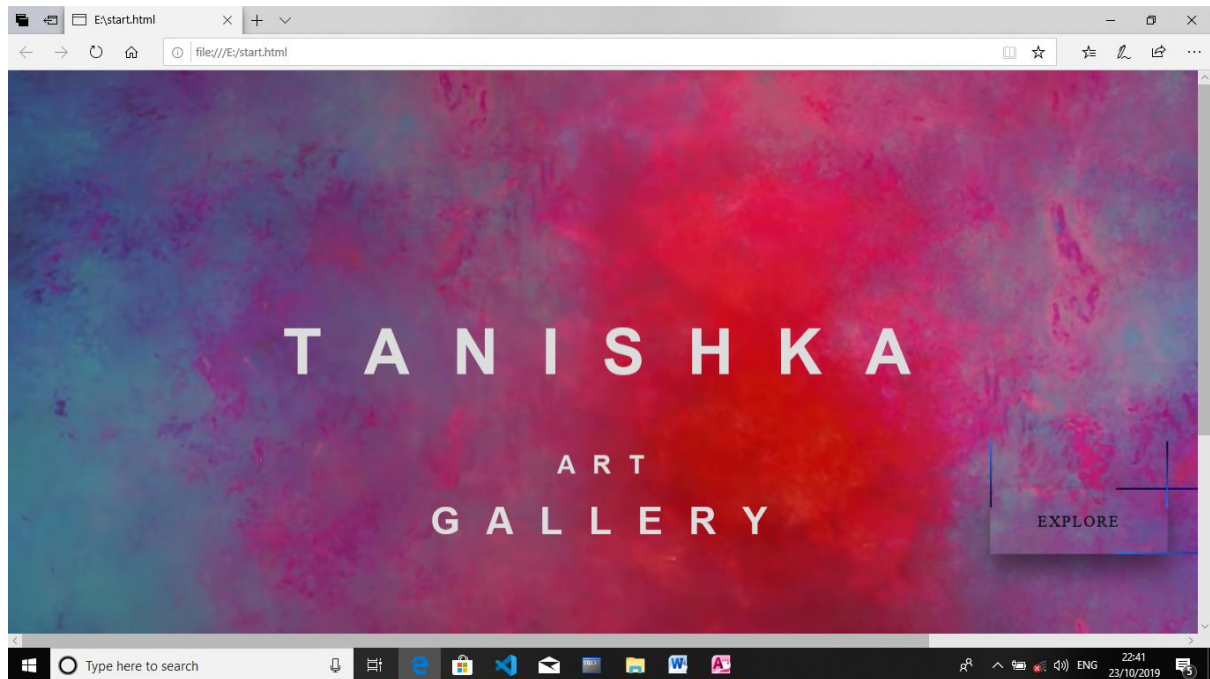 E:\start.html
file:///E:/start.html
T A N I S H K A
A R T
G A L L E R Y
EXPLORE
Type here to search
ENG
22:41
23/10/2019